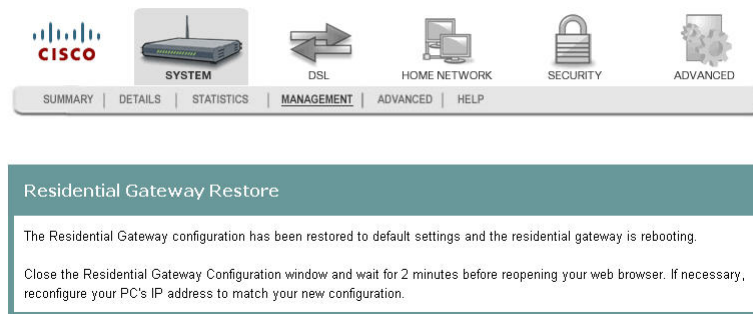 CISCO
SYSTEM
DSL
HOME NETWORK
SECURITY
ADVANCED
SUMMARY | DETAILS | STATISTICS | MANAGEMENT | ADVANCED | HELP
Residential Gateway Restore
The Residential Gateway configuration has been restored to default settings and the residential gateway is rebooting.
Close the Residential Gateway Configuration window and wait for 2 minutes before reopening your web browser. If necessary,
reconfigure your PC's IP address to match your new configuration.